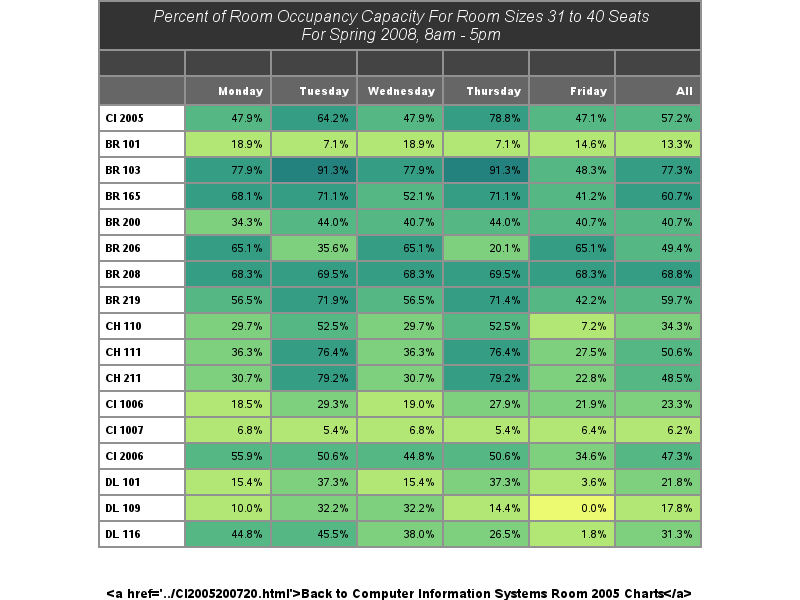 Percent of Room Occupancy Capacity For Room Sizes 31 to 40 Seats
For Spring 2008, 8am - 5pm
Monday Tuesday Wednesday Thursday Friday All
CI 2005 47.9% 64.2% 47.9% 78.8% 47.1% 57.2%
BR 101 18.9% 7.1% 18.9% 7.1% 14.6% 13.3%
BR 103 77.9% 91.3% 77.9% 91.3% 48.3% 77.3%
BR 165 68.1% 71.1% 52.1% 71.1% 41.2% 60.7%
BR 200 34.3% 44.0% 40.7% 44.0% 40.7% 40.7%
BR 206 65.1% 35.6% 65.1% 20.1% 65.1% 49.4%
BR 208 68.3% 69.5% 68.3% 69.5% 68.3% 68.8%
BR 219 56.5% 71.9% 56.5% 71.4% 42.2% 59.7%
CH 110 29.7% 52.5% 29.7% 52.5% 7.2% 34.3%
CH 111 36.3% 76.4% 36.3% 76.4% 27.5% 50.6%
CH 211 30.7% 79.2% 30.7% 79.2% 22.8% 48.5%
CI 1006 18.5% 29.3% 19.0% 27.9% 21.9% 23.3%
CI 1007 6.8% 5.4% 6.8% 5.4% 6.4% 6.2%
CI 2006 55.9% 50.6% 44.8% 50.6% 34.6% 47.3%
DL 101 15.4% 37.3% 15.4% 37.3% 3.6% 21.8%
DL 109 10.0% 32.2% 32.2% 14.4% 0.0% 17.8%
DL 116 44.8% 45.5% 38.0% 26.5% 1.8% 31.3%
<a href='../CI2005200720.html'>Back to Computer Information Systems Room 2005 Charts</a>